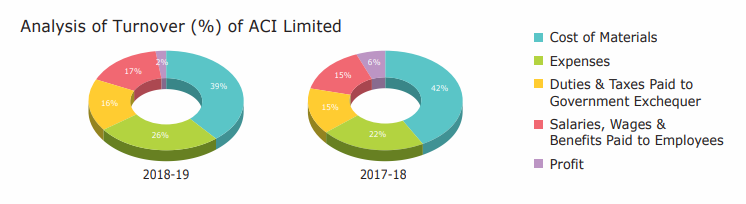 Analysis of Turnover (%) of ACI Limited
2%
17%
39%
16%
26%
2018-19
6%
15%
42%
15%
22%
2017-18
Cost of Materials
Expenses
Duties & Taxes Paid to
Government Exchequer
Salaries, Wages &
Benefits Paid to Employees
Profit